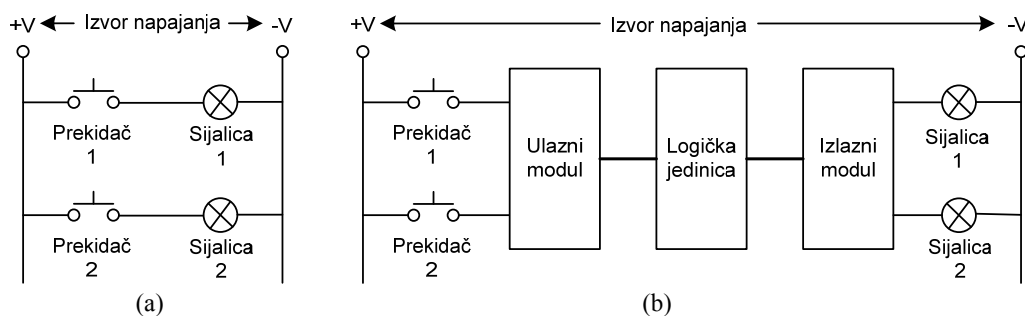 +V Izvor napajanja -V
Prekidač
1
Sijalica
1
Prekidač
2
Sijalica
2
(a)
+V Izvor napajanja -V
Prekidač
1
Prekidač
2
Ulazni
modul
Logička
jedinica
Izlazni
modul
Sijalica
1
Sijalica
2
(b)